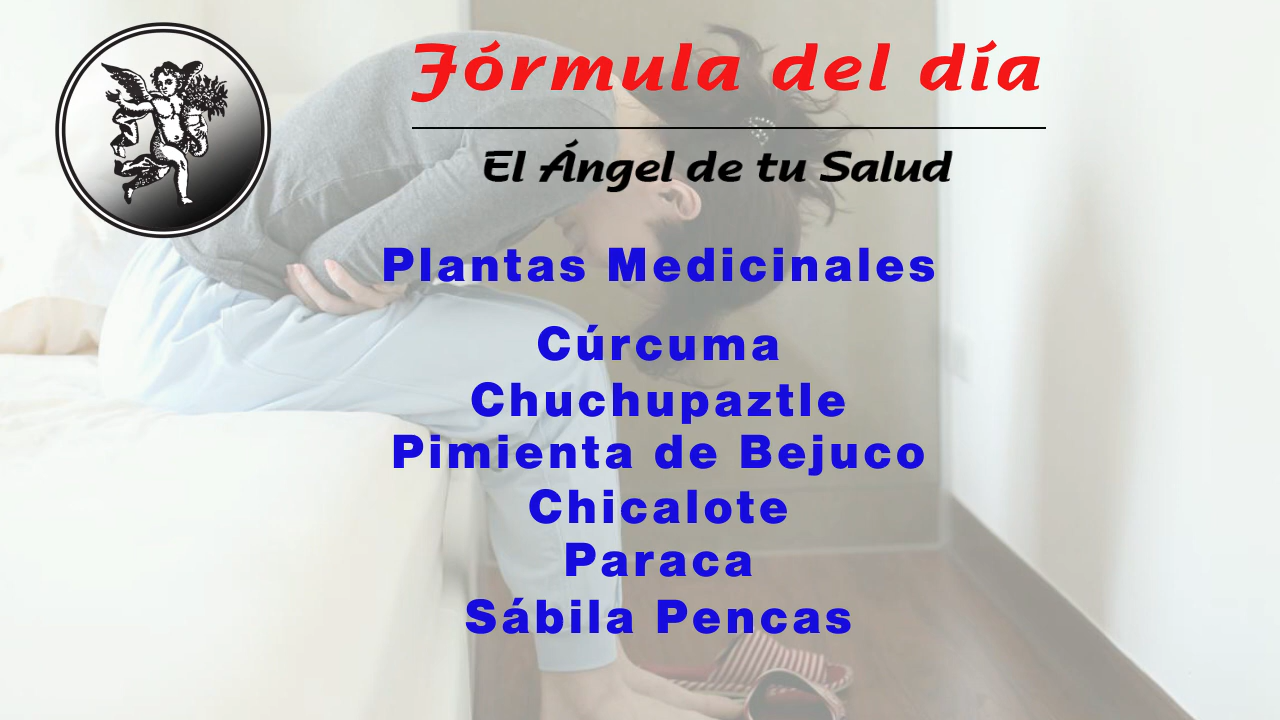 Fórmula del día
El Ángel de tu Salud
Plantas Medicinales
Cúrcuma
Chuchupaztle
Pimienta de Bejuco
Chicalote
Paraca
Sábila Pencas